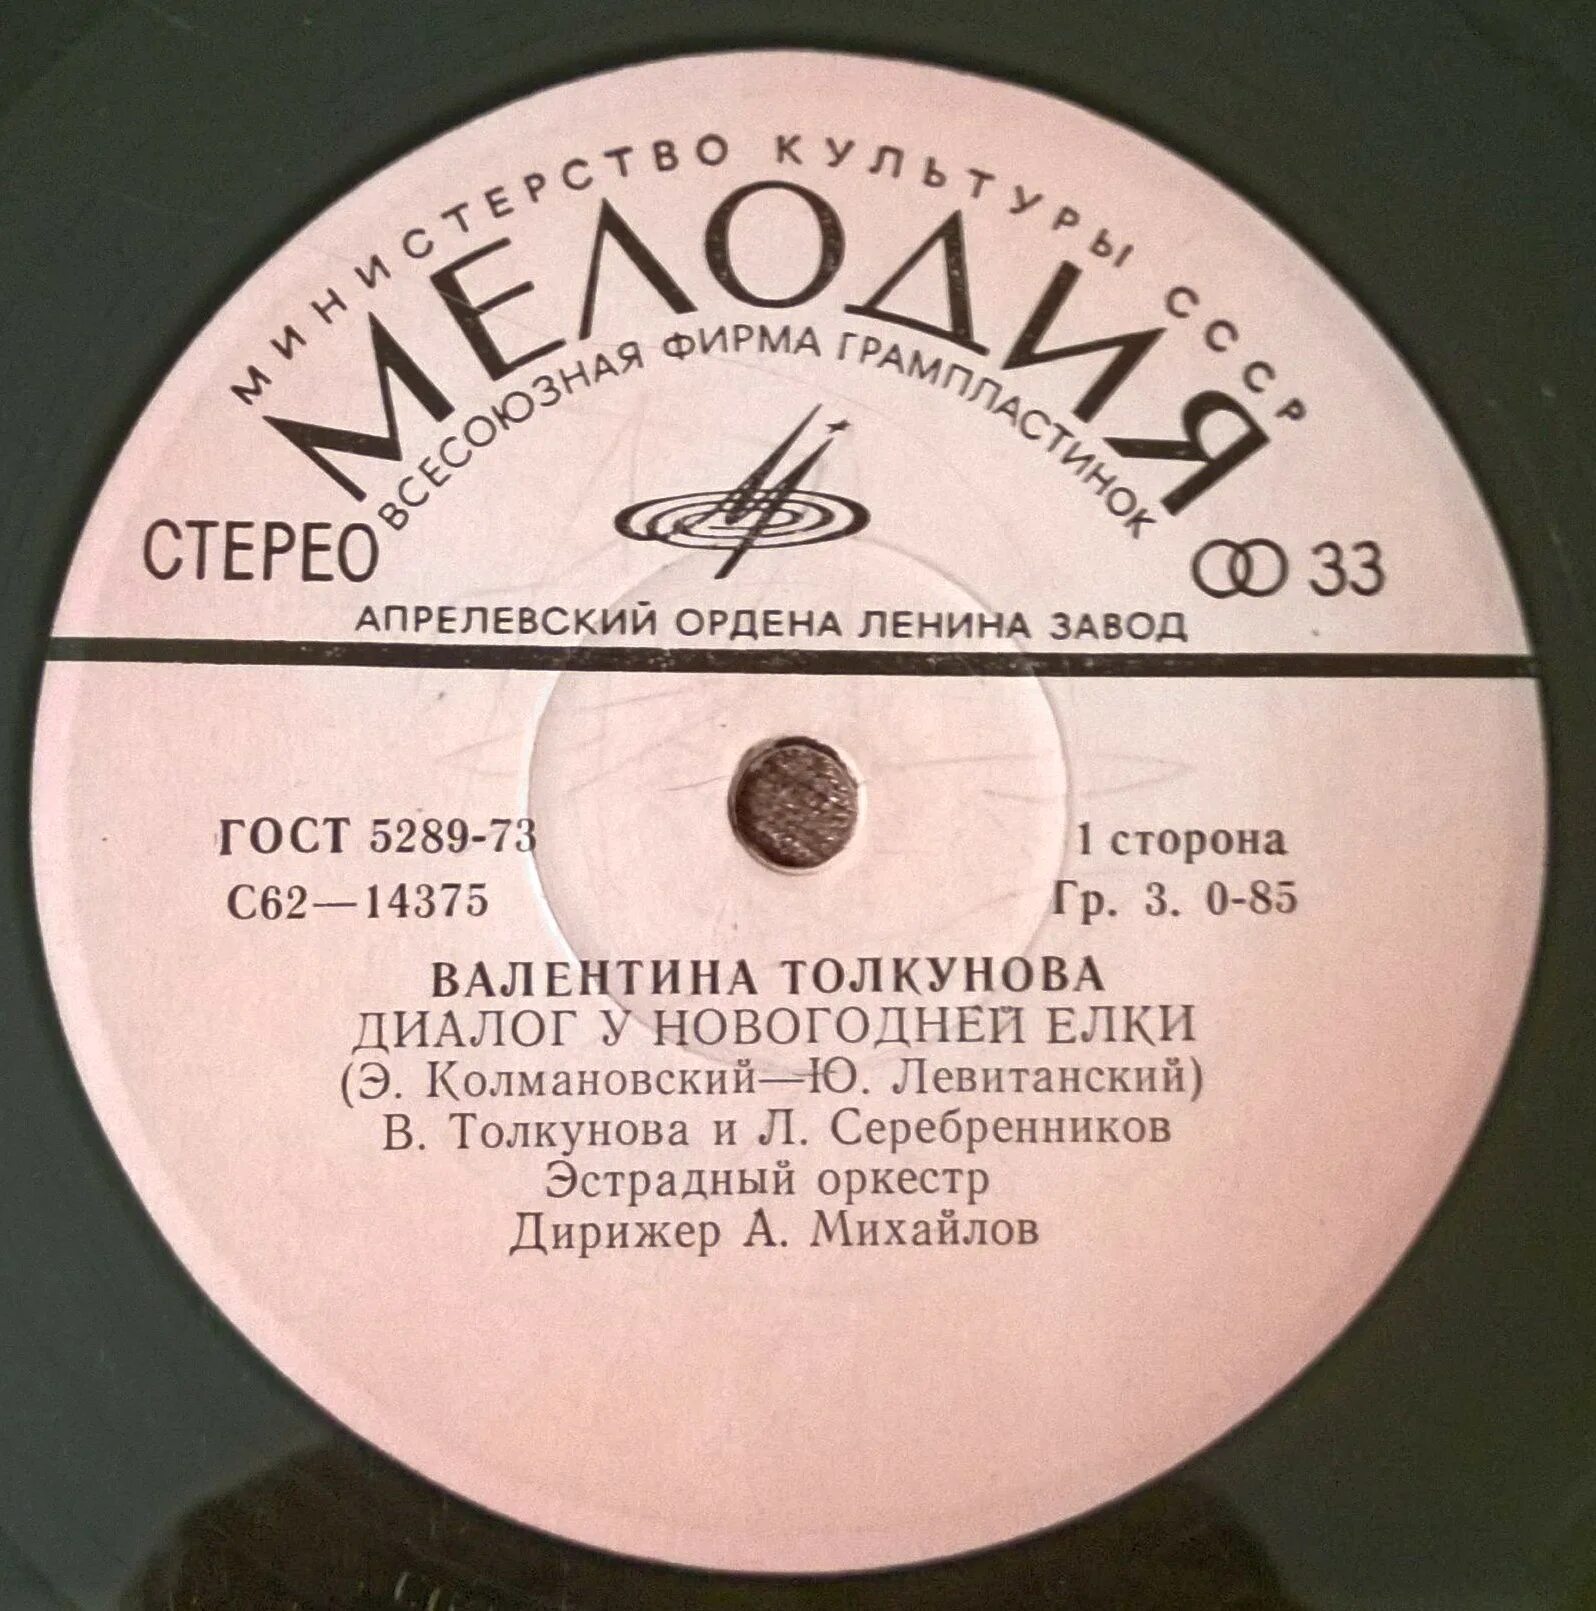 МИНИСТЕРСТВО КУЛЬТУРЫ СССР
МЕЛОДИЯ
ВСЕСОЮЗНАЯ ФИРМА ГРАМПЛАСТИНОК
СТЕРЕО
33
АПРЕЛЕВСКИЙ ОРДЕНА ЛЕНИНА ЗАВОД
ГОСТ 5289-73
1 сторона
С62—14375
Гр. 3. 0-85
ВАЛЕНТИНА ТОЛКУНОВА
ДИАЛОГ У НОВОГОДНЕЙ ЕЛКИ
(Э. Колмановский—Ю. Левитанский)
В. Толкунова и Л. Серебренников
Эстрадный оркестр
Дирижер А. Михайлов